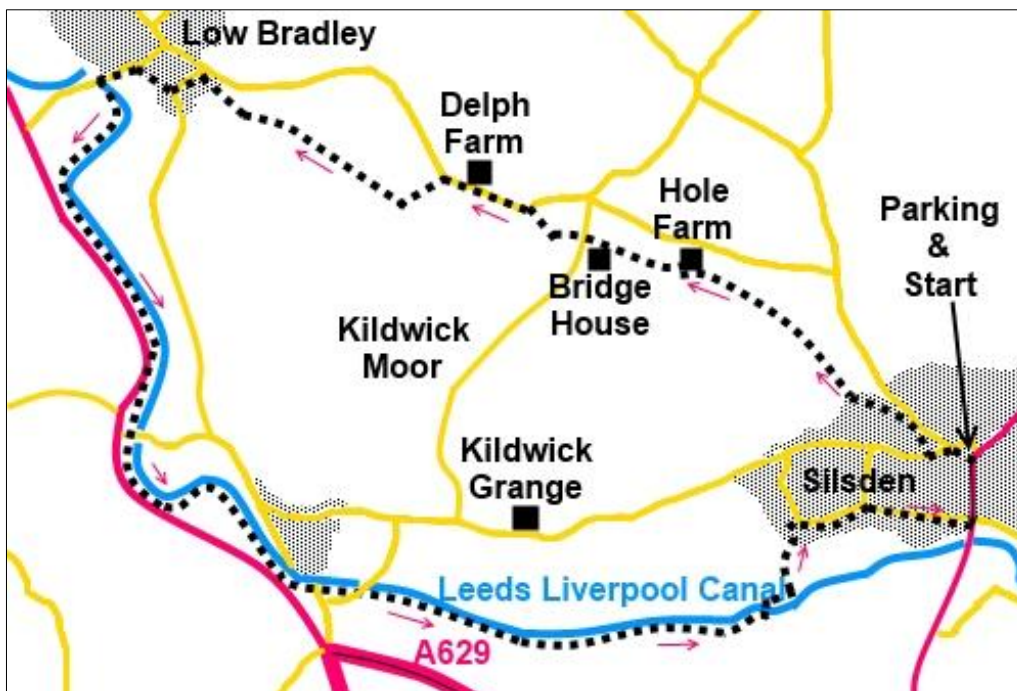 Low Bradley
Delph
Farm
Hole
Farm
Parking
&
Start
Bridge
House
Kildwick
Moor
Kildwick
Grange
Silsden
Leeds Liverpool Canal
A629